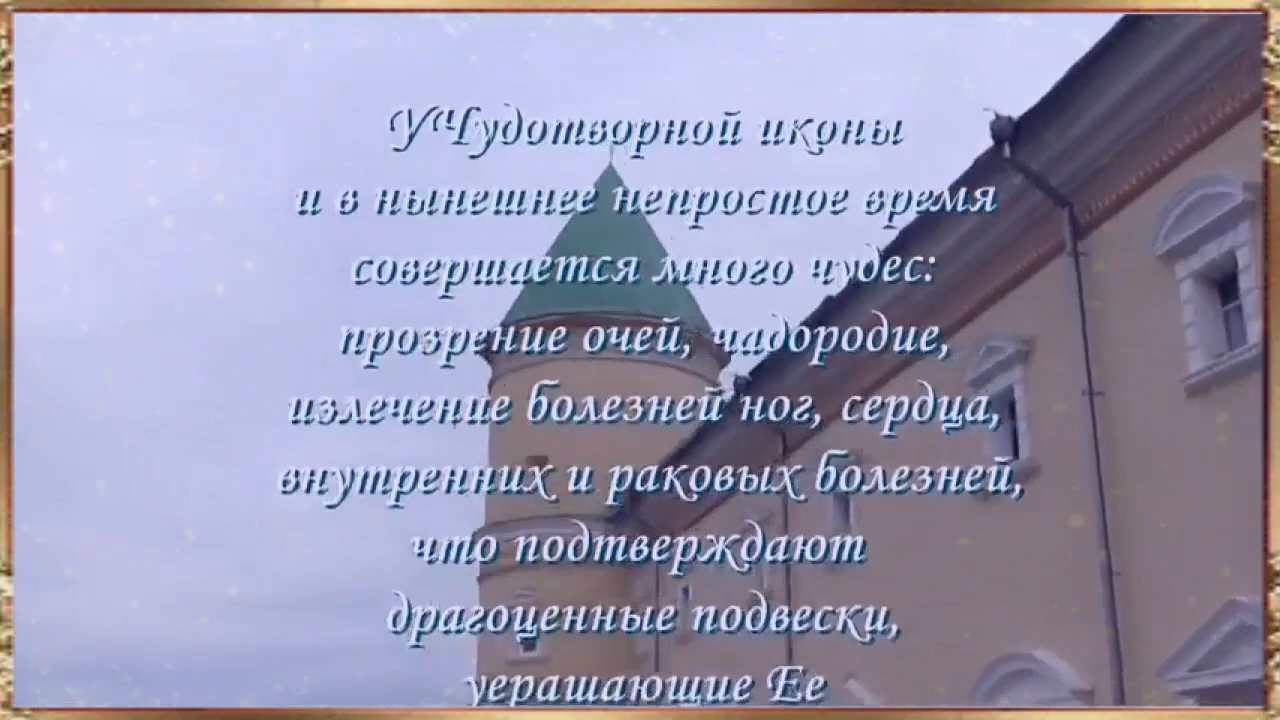 У Чудотворной иконы
и в нынешнее непростое время
совершается много чудес:
прозрение очей, чадородие,
излечение болезней ног, сердца,
внутренних и раковых болезней,
что подтверждают
драгоценные подвески,
украшающие Ее